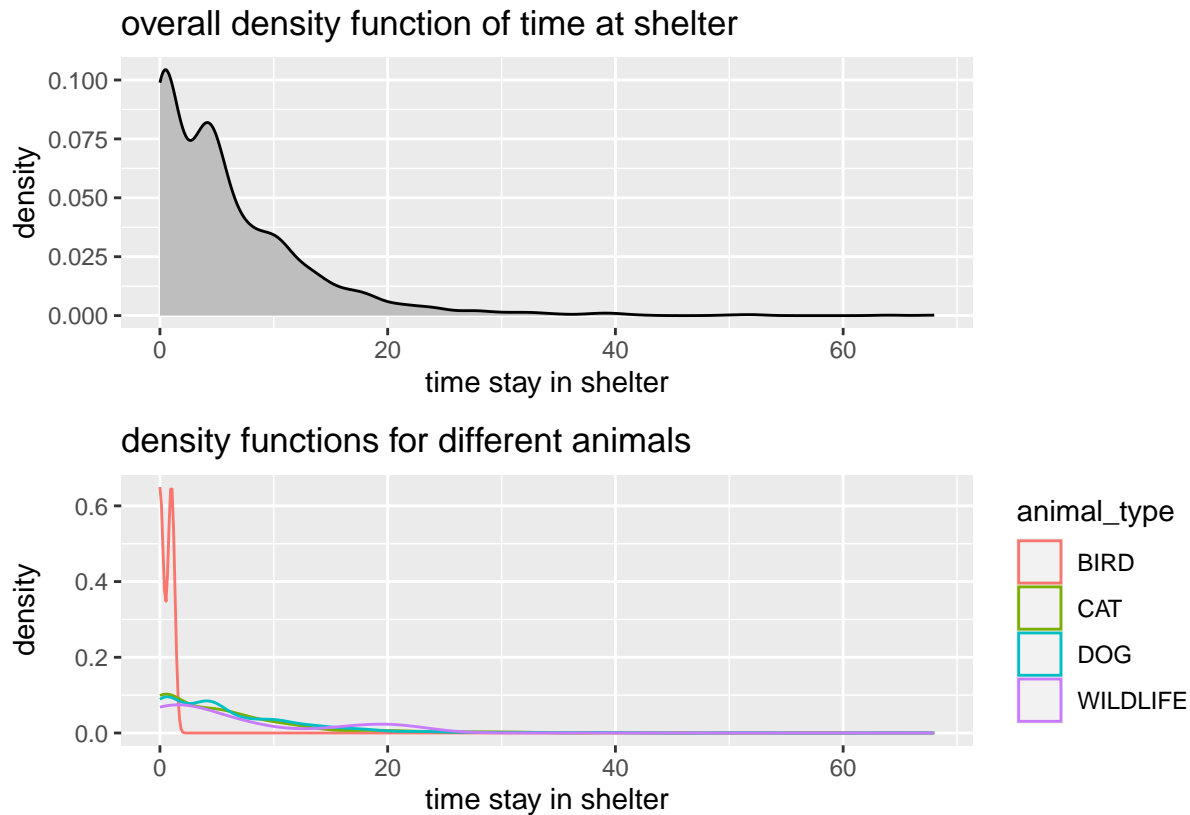 overall density function of time at shelter
0.100
0.075
0.050
0.025
0.000
density
0 20 40 60
time stay in shelter
density functions for different animals
0.6
0.4
0.2
0.0
density
0 20 40 60
time stay in shelter
animal_type
BIRD
CAT
DOG
WILDLIFE